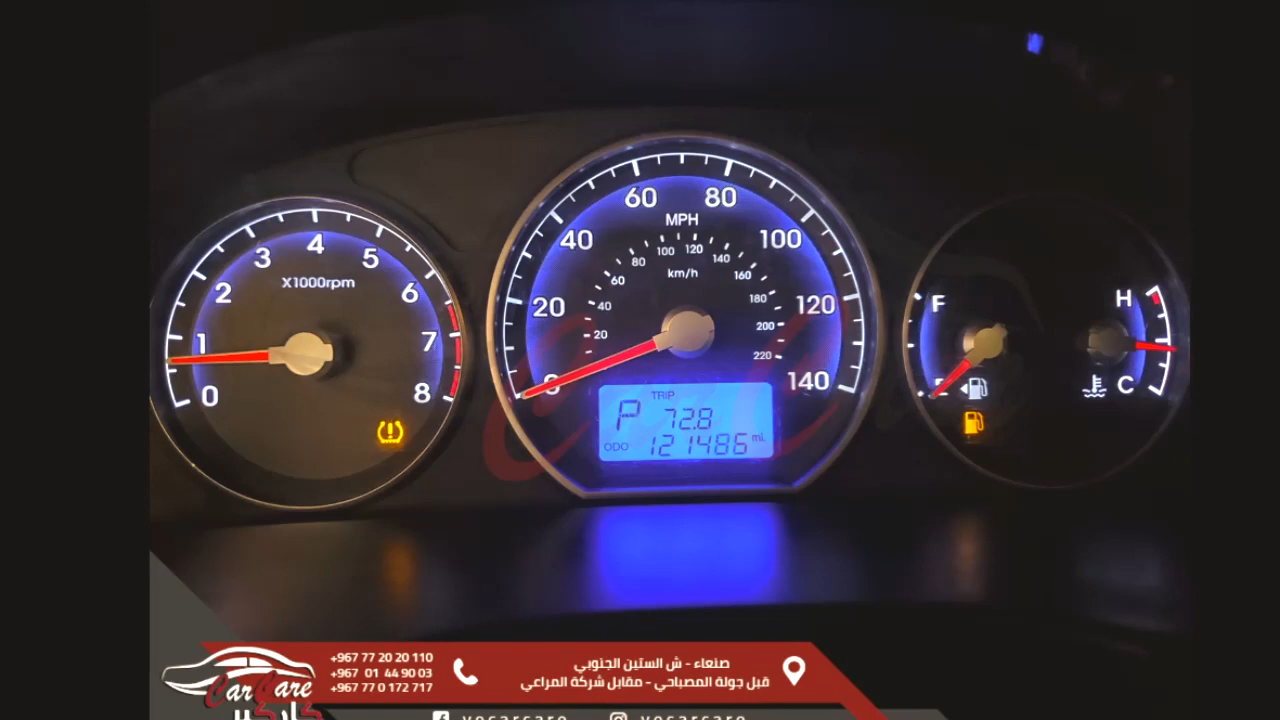 60 80
MPH
40 100
100 120
80 140
60 160
km/h
4
3 5
X1000rpm
2 6
40 180
20 120
20 200
220
1 7
0 8
0 140
F H
E C
TRIP
P 72.8
ODO 121486 mi.
+967 77 20 20 110
+967 01 44 90 03
+967 77 0 172 717
صنعاء - ش الستين الجنوبي
قبل جولة المصباحي - مقابل شركة المراعي
CarCare